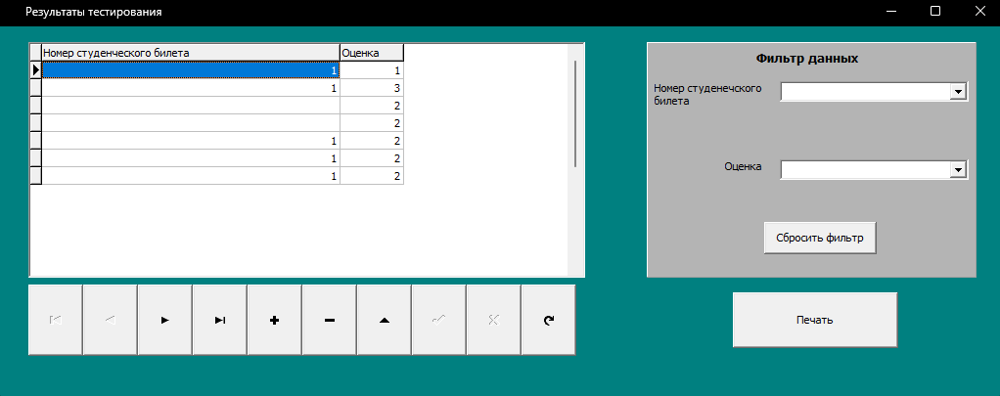 Результаты тестирования
Номер студенческого билета Оценка
1 1
1 3
2
2
1 2
1 2
1 2
Фильтр данных
Номер студенечского
билета
Оценка
Сбросить фильтр
Печать